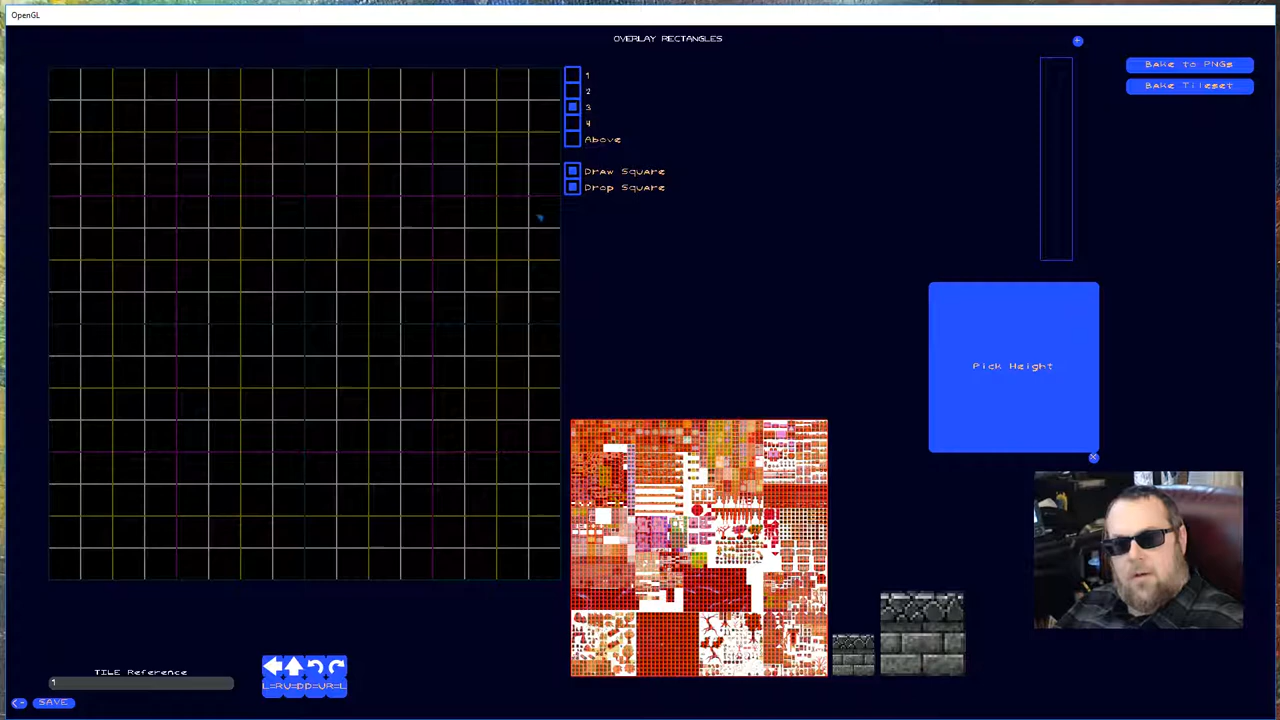 OpenGL
OVERLAY RECTANGLES
1
2
3
4
Above
Draw Square
Drop Square
Bake to PNGs
Bake Tileset
Pick Height
TILE Reference
1
L=R U=D D=U R=L
<- SAVE